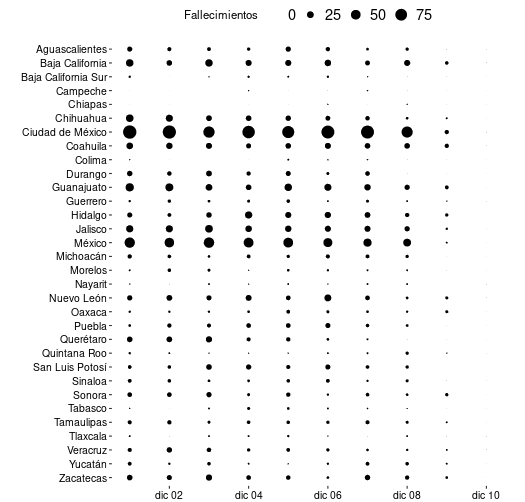 Fallecimientos 0 25 50 75
Aguascalientes
Baja California
Baja California Sur
Campeche
Chiapas
Chihuahua
Ciudad de México
Coahuila
Colima
Durango
Guanajuato
Guerrero
Hidalgo
Jalisco
México
Michoacán
Morelos
Nayarit
Nuevo León
Oaxaca
Puebla
Querétaro
Quintana Roo
San Luis Potosí
Sinaloa
Sonora
Tabasco
Tamaulipas
Tlaxcala
Veracruz
Yucatán
Zacatecas
dic 02 dic 04 dic 06 dic 08 dic 10